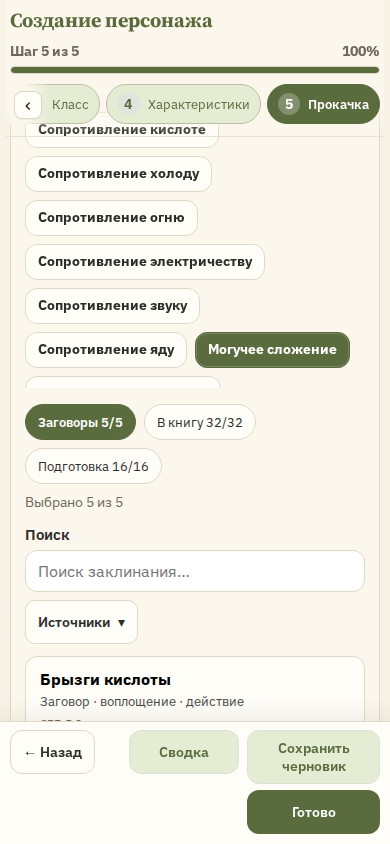 Создание персонажа
Шаг 5 из 5
100%
‹
Класс
4 Характеристики
5 Прокачка
Сопротивление кислоте
Сопротивление холоду
Сопротивление огню
Сопротивление электричеству
Сопротивление звуку
Сопротивление яду
Могучее сложение
Заговоры 5/5
В книгу 32/32
Подготовка 16/16
Выбрано 5 из 5
Поиск
Поиск заклинания...
Источники ▾
Брызги кислоты
Заговор · воплощение · действие
← Назад
Сводка
Сохранить
черновик
Готово